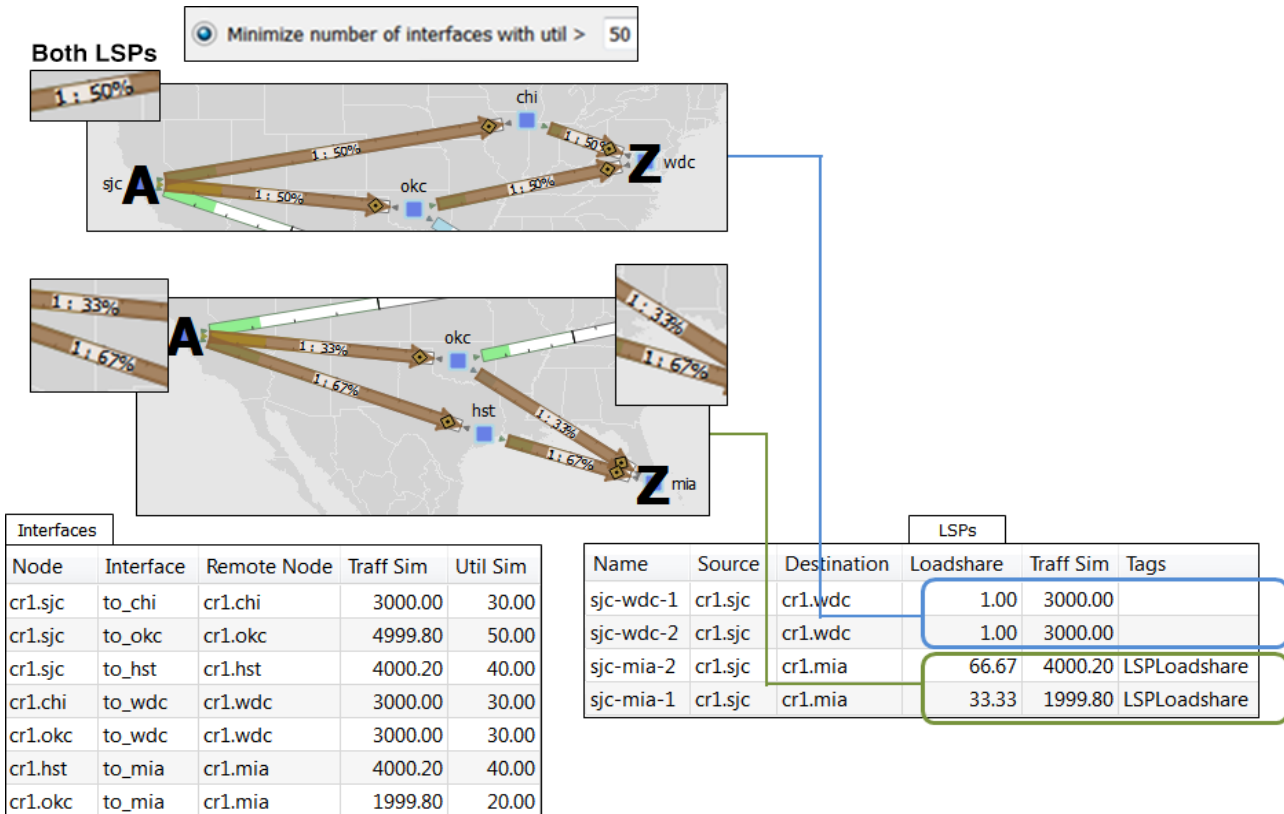 Minimize number of interfaces with util > 50
Both LSPs
1 : 50%
chi
1 : 50%
1 : 50%
sjc A
Z wdc
okc
1 : 50%
1 : 50%
1 : 33%
1 : 67%
1 : 33%
1 : 67%
A
okc
1 : 33%
1 : 67%
hst
1 : 33%
1 : 67%
Z mia
Interfaces
Node Interface Remote Node Traff Sim Util Sim
cr1.sjc to_chi cr1.chi 3000.00 30.00
cr1.sjc to_okc cr1.okc 4999.80 50.00
cr1.sjc to_hst cr1.hst 4000.20 40.00
cr1.chi to_wdc cr1.wdc 3000.00 30.00
cr1.okc to_wdc cr1.wdc 3000.00 30.00
cr1.hst to_mia cr1.mia 4000.20 40.00
cr1.okc to_mia cr1.mia 1999.80 20.00
LSPs
Name Source Destination Loadshare Traff Sim Tags
sjc-wdc-1 cr1.sjc cr1.wdc 1.00 3000.00
sjc-wdc-2 cr1.sjc cr1.wdc 1.00 3000.00
sjc-mia-2 cr1.sjc cr1.mia 66.67 4000.20 LSPLoadshare
sjc-mia-1 cr1.sjc cr1.mia 33.33 1999.80 LSPLoadshare